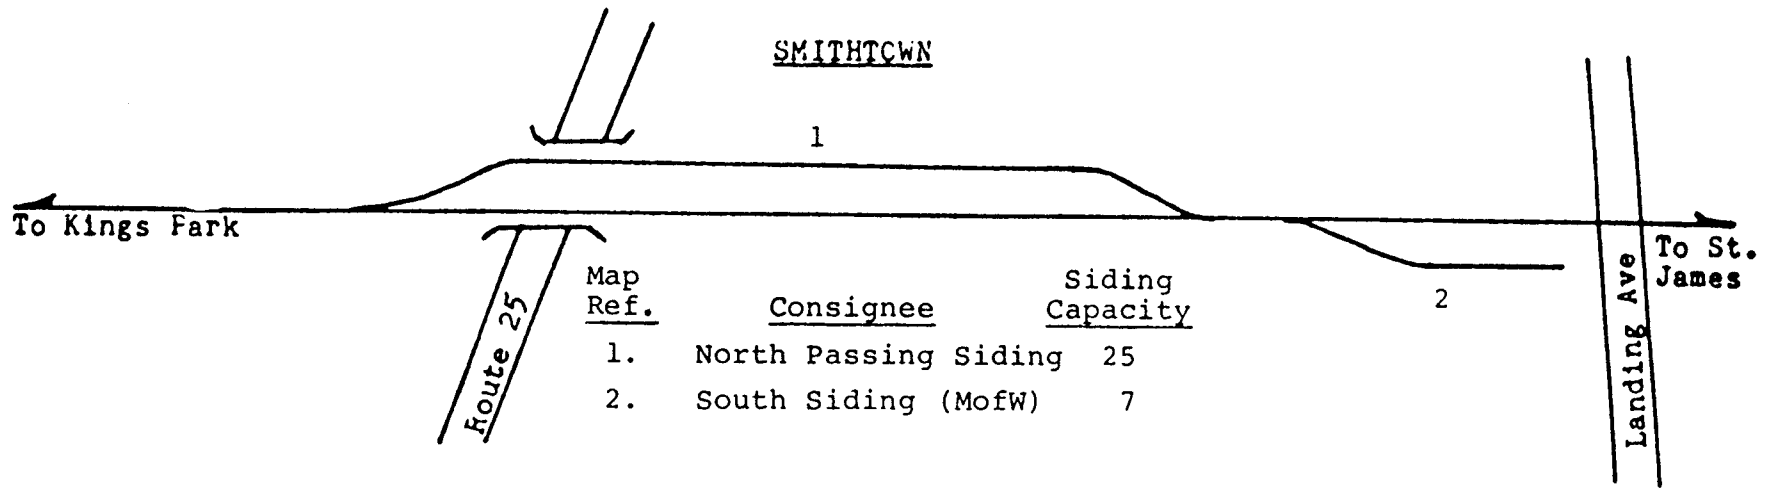 SMITHTOWN
1
To Kings Park
To St.
James
2
Route 25
Landing Ave
Map Ref. Consignee Siding Capacity
1. North Passing Siding 25
2. South Siding (MofW) 7